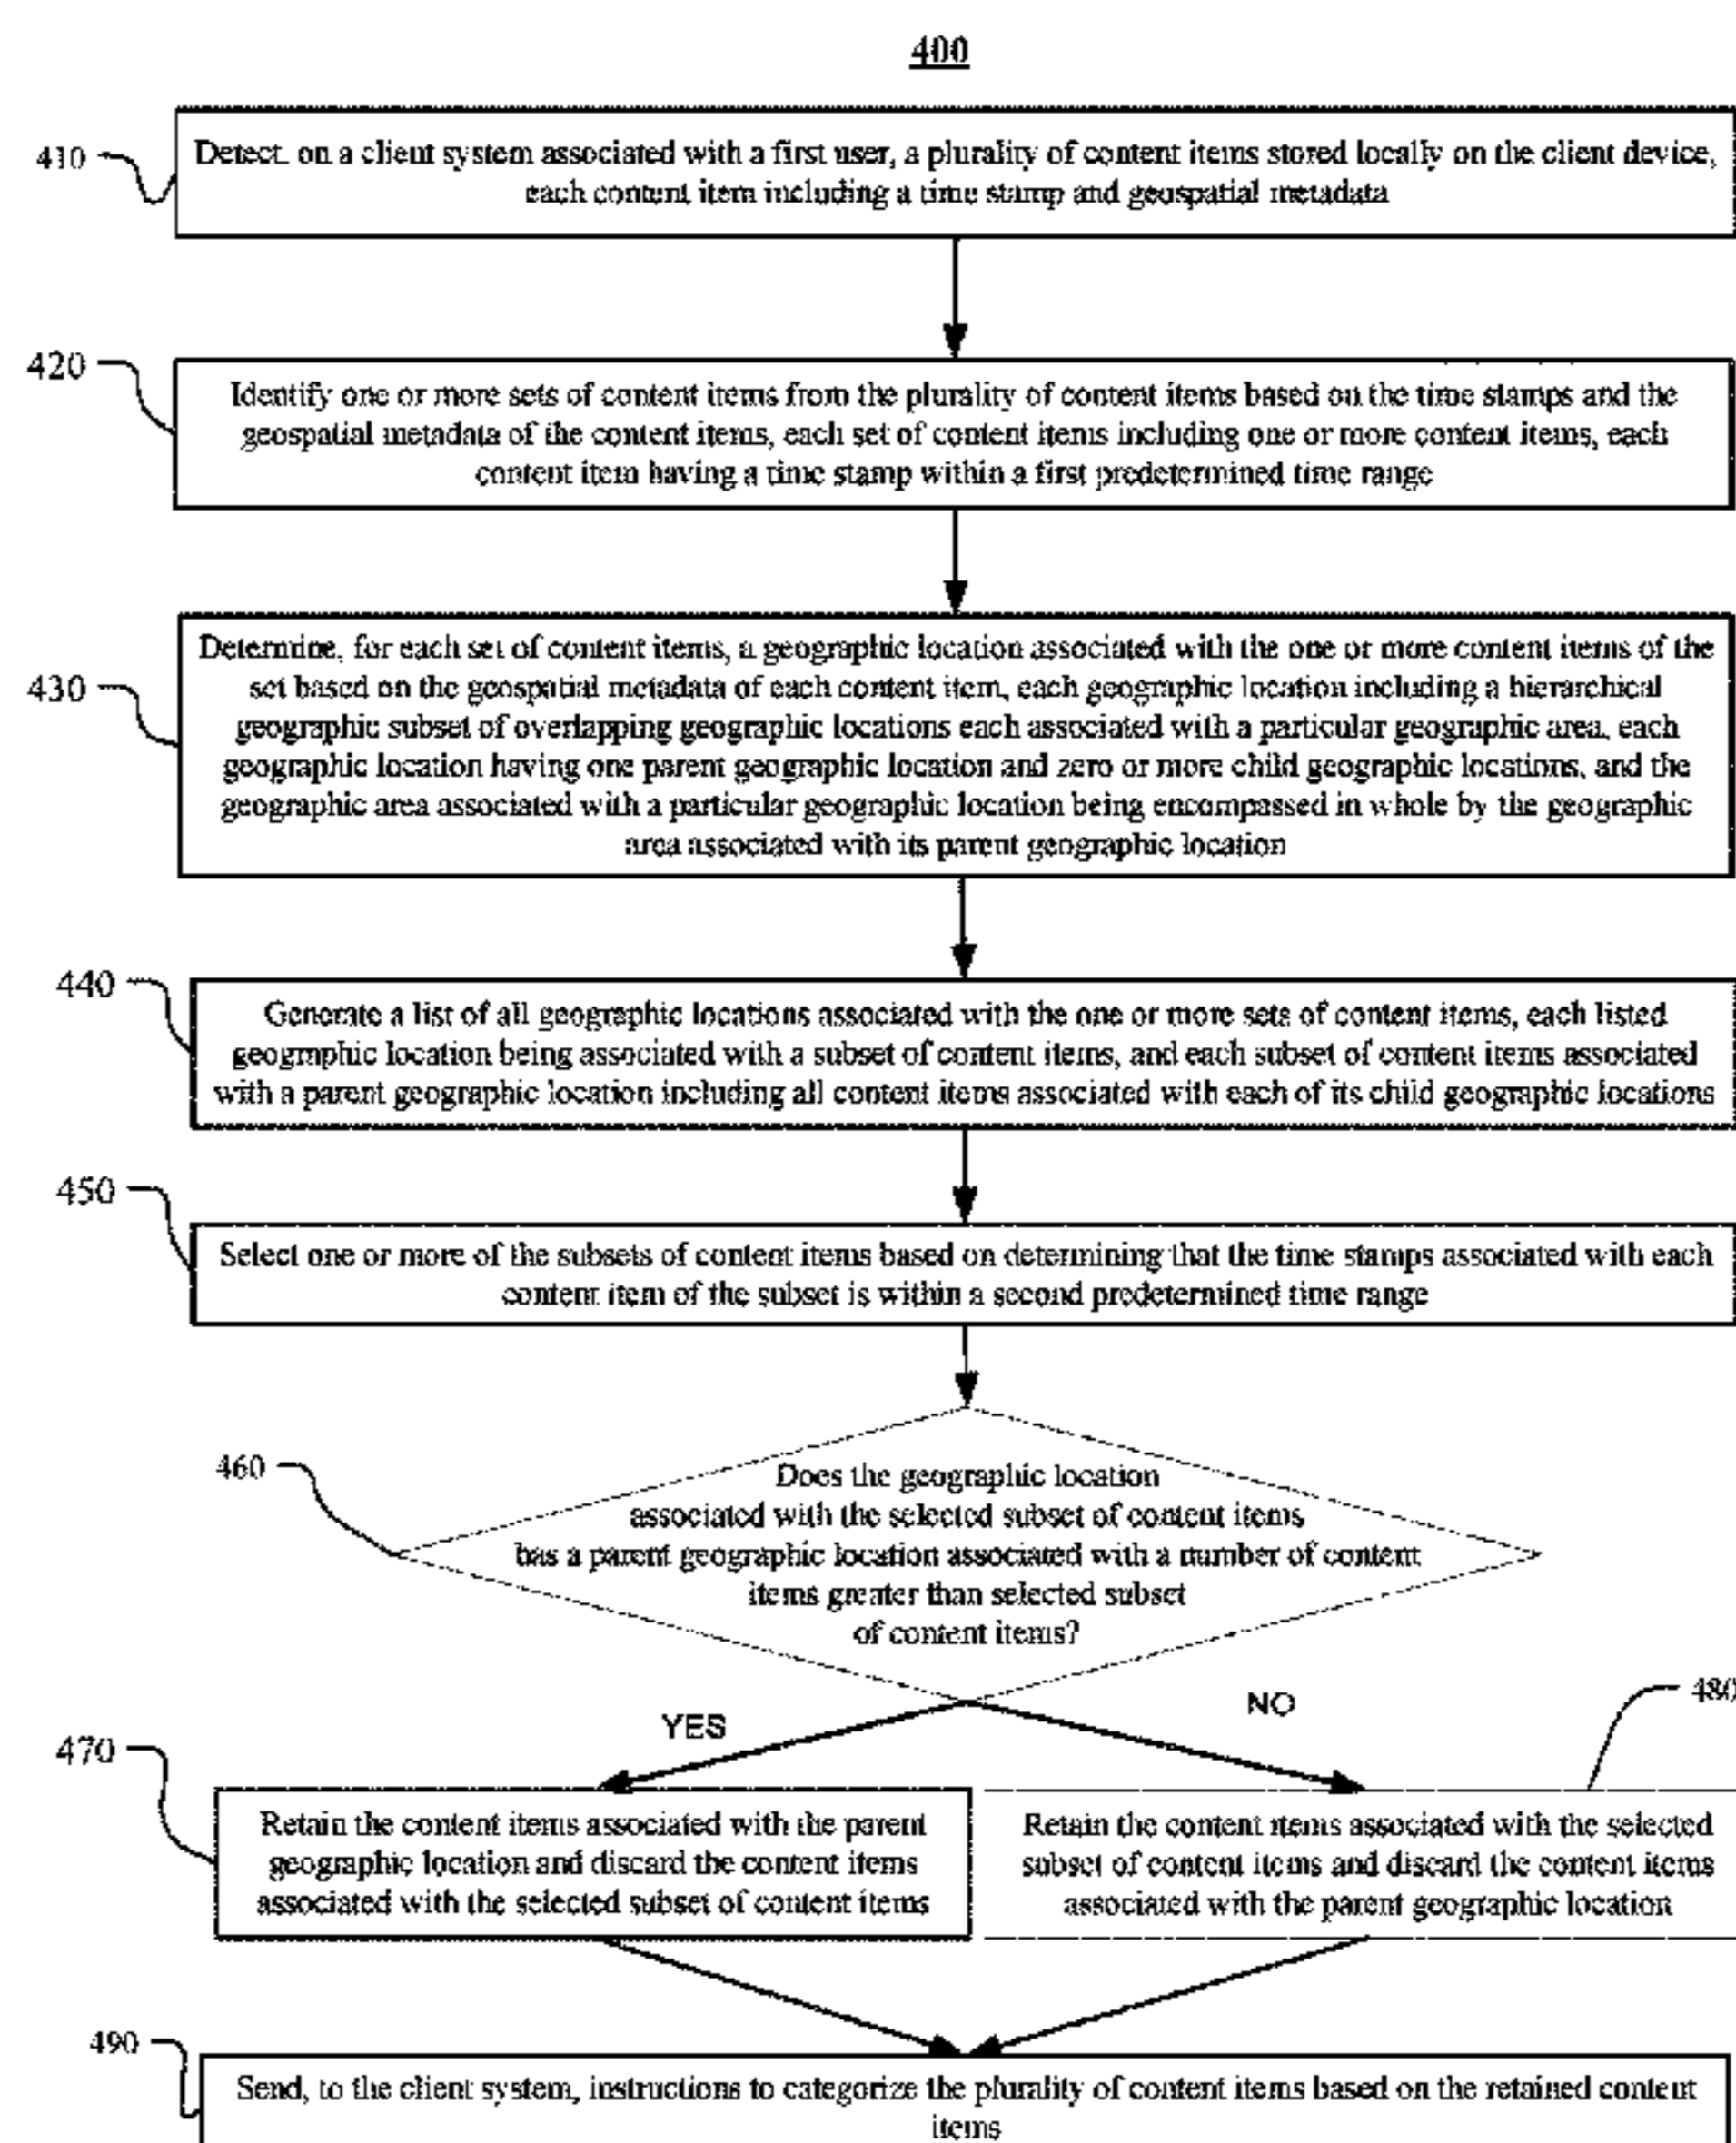 400
410
Detect, on a client system associated with a first user, a plurality of content items stored locally on the client device,
each content item including a time stamp and geospatial metadata
420
Identify one or more sets of content items from the plurality of content items based on the time stamps and the
geospatial metadata of the content items, each set of content items including one or more content items, each
content item having a time stamp within a first predetermined time range
430
Determine, for each set of content items, a geographic location associated with the one or more content items of the
set based on the geospatial metadata of each content item, each geographic location including a hierarchical
geographic subset of overlapping geographic locations each associated with a particular geographic area, each
geographic location having one parent geographic location and zero or more child geographic locations, and the
geographic area associated with a particular geographic location being encompassed in whole by the geographic
area associated with its parent geographic location
440
Generate a list of all geographic locations associated with the one or more sets of content items, each listed
geographic location being associated with a subset of content items, and each subset of content items associated
with a parent geographic location including all content items associated with each of its child geographic locations
450
Select one or more of the subsets of content items based on determining that the time stamps associated with each
content item of the subset is within a second predetermined time range
460
Does the geographic location
associated with the selected subset of content items
has a parent geographic location associated with a number of content
items greater than selected subset
of content items?
YES
NO
470
480
Retain the content items associated with the parent
geographic location and discard the content items
associated with the selected subset of content items
Retain the content items associated with the selected
subset of content items and discard the content items
associated with the parent geographic location
490
Send, to the client system, instructions to categorize the plurality of content items based on the retained content
items